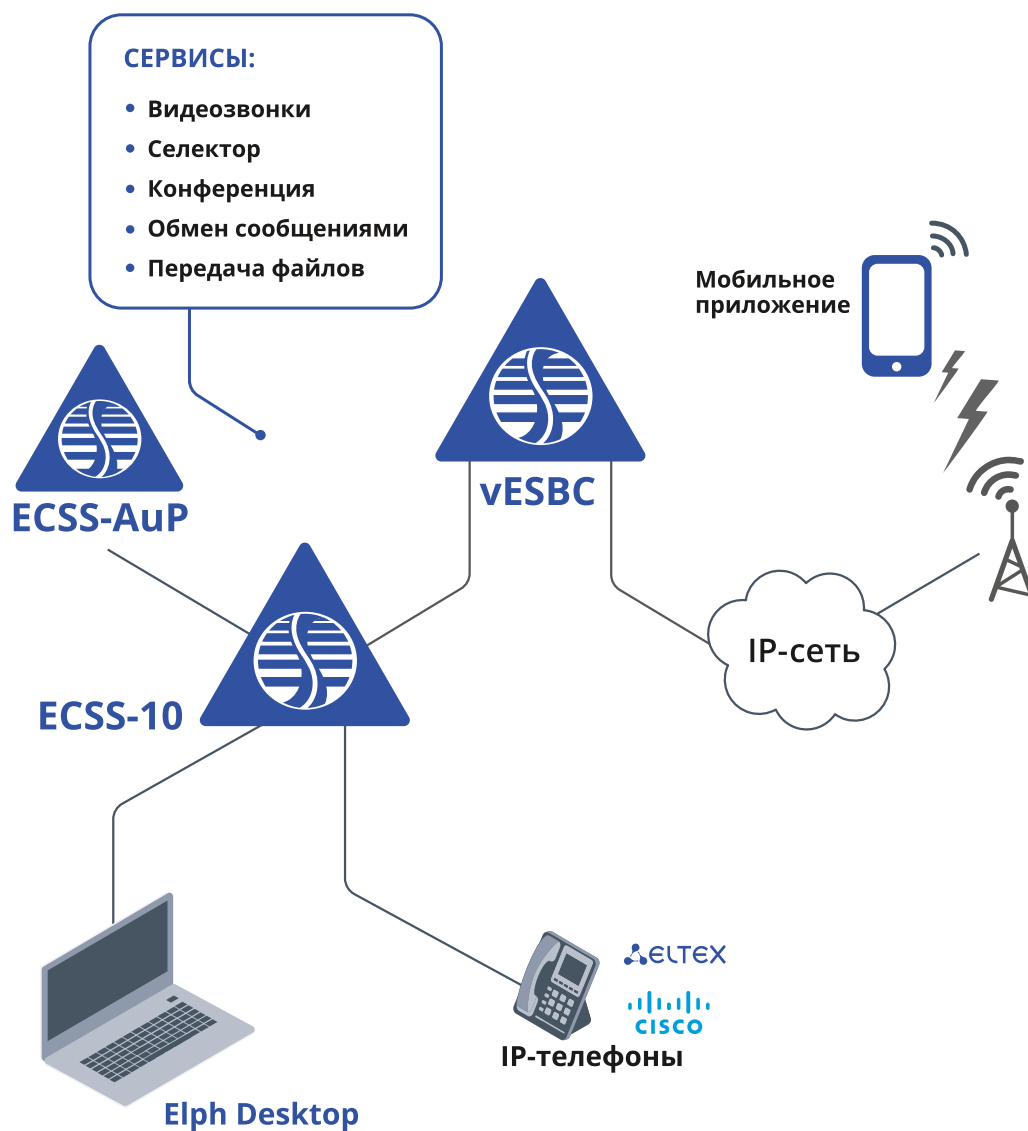 СЕРВИСЫ:
Видеозвонки
Селектор
Конференция
Обмен сообщениями
Передача файлов
Мобильное
приложение
vESBC
ECSS-AuP
IP-сеть
ECSS-10
ELTEX
CISCO
IP-телефоны
Elph Desktop